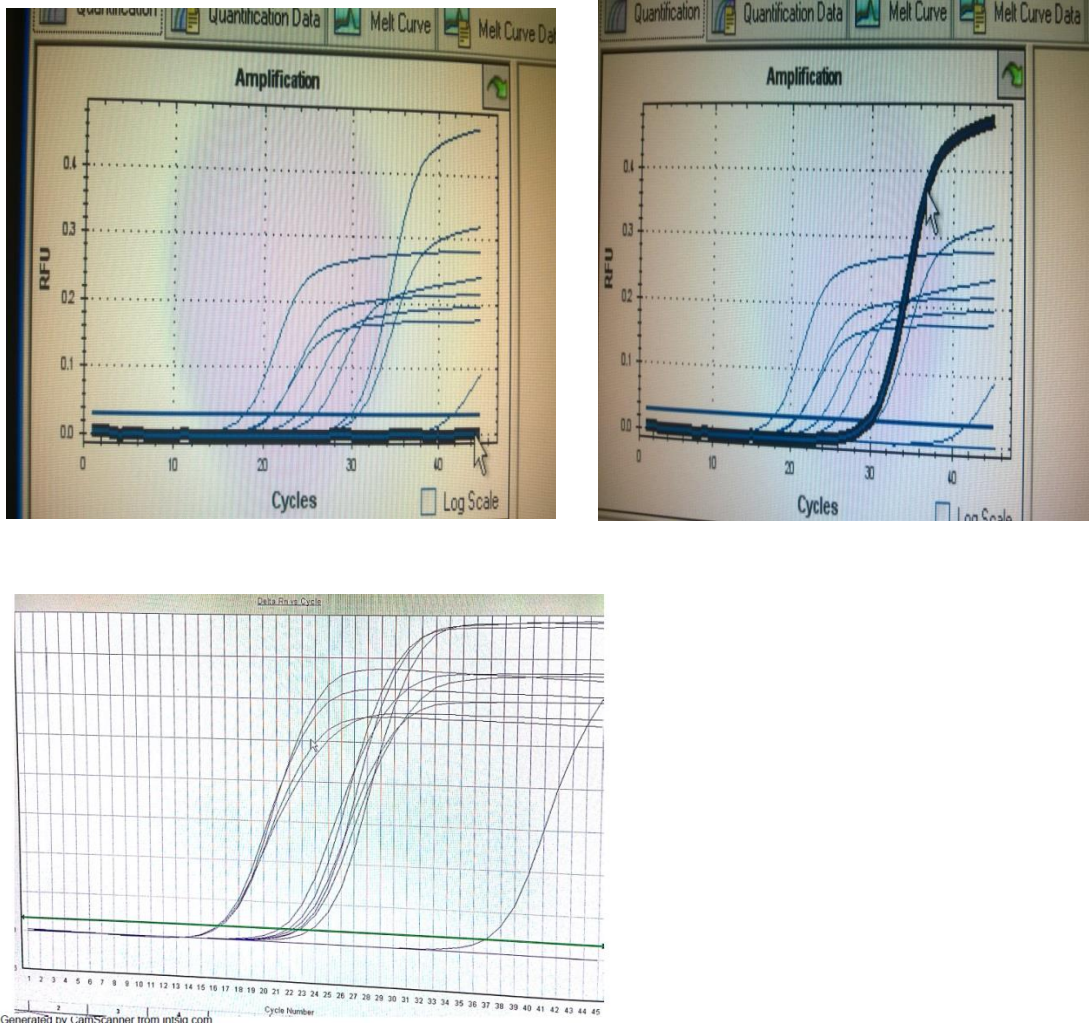 Quantification
Quantification Data
Melt Curve
Melt Curve Dat
Amplification
0.4
0.3
0.2
0.1
0.0
RFU
0
10
20
30
40
Cycles
Log Scale
Quantification
Quantification Data
Melt Curve
Melt Curve Data
Amplification
0.4
0.3
0.2
0.1
0.0
RFU
0
10
20
30
40
Cycles
Log Scale
Delta Rn vs Cycle
1 2 3 4 5 6 7 8 9 10 11 12 13 14 15 16 17 18 19 20 21 22 23 24 25 26 27 28 29 30 31 32 33 34 35 36 37 38 39 40 41 42 43 44 45
Cycle Number
2 3 4
Generated by CamScanner from intsig.com